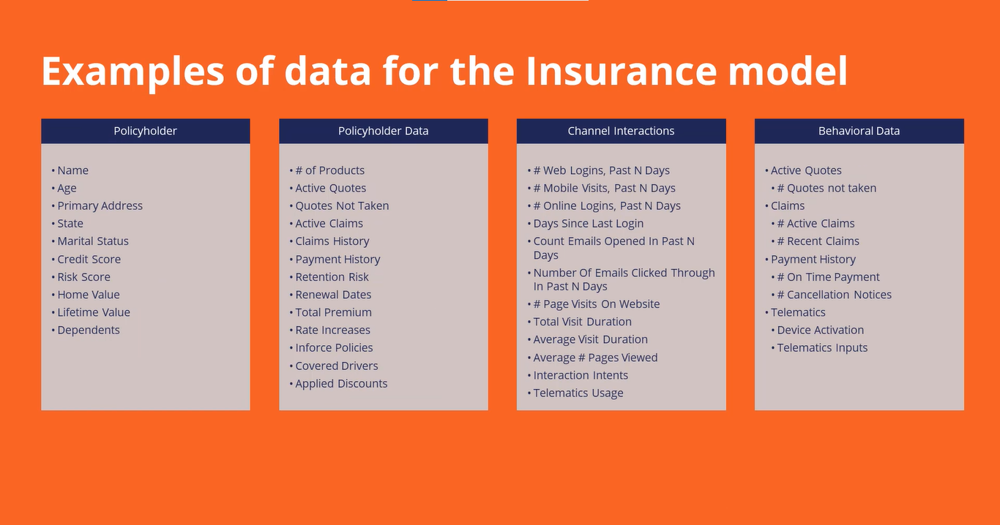 Examples of data for the Insurance model
Policyholder
• Name
• Age
• Primary Address
• State
• Marital Status
• Credit Score
• Risk Score
• Home Value
• Lifetime Value
• Dependents
Policyholder Data
• # of Products
• Active Quotes
• Quotes Not Taken
• Active Claims
• Claims History
• Payment History
• Retention Risk
• Renewal Dates
• Total Premium
• Rate Increases
• Inforce Policies
• Covered Drivers
• Applied Discounts
Channel Interactions
• # Web Logins, Past N Days
• # Mobile Visits, Past N Days
• # Online Logins, Past N Days
• Days Since Last Login
• Count Emails Opened In Past N
Days
• Number Of Emails Clicked Through
In Past N Days
• # Page Visits On Website
• Total Visit Duration
• Average Visit Duration
• Average # Pages Viewed
• Interaction Intents
• Telematics Usage
Behavioral Data
• Active Quotes
• # Quotes not taken
• Claims
• # Active Claims
• # Recent Claims
• Payment History
• # On Time Payment
• # Cancellation Notices
• Telematics
• Device Activation
• Telematics Inputs